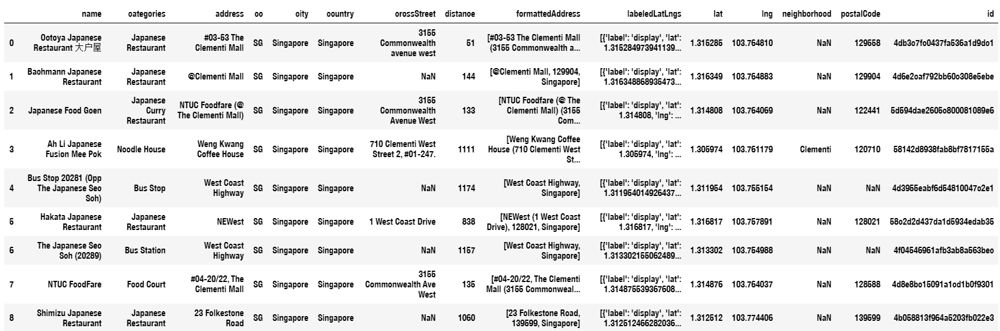 name oategories address oo oity oountry orossStreet distanoe formattedAddress labeledLatLngs lat lng neighborhood postalCode id
0 Ootoya Japanese Restaurant 大户屋 Japanese Restaurant #03-53 The Clementi Mall SG Singapore Singapore 3155 Commonwealth avenue west 51 [#03-53 The Clementi Mall (3155 Commonwealth a... [{'label': 'display', 'lat': 1.315284973941139... 1.315285 103.764810 NaN 129558 4db3o7fo0437fa536a1d9do1
1 Baohmann Japanese Restaurant Japanese Restaurant @Clementi Mall SG Singapore Singapore NaN 144 [@Clementi Mall, 129904, Singapore] [{'label': 'display', 'lat': 1.316348868935473... 1.316349 103.764883 NaN 129904 4d6e2oaf792bb60o308e5ebe
2 Japanese Food Goen Japanese Curry Restaurant NTUC Foodfare (@ The Clementi Mall) SG Singapore Singapore 3155 Commonwealth Avenue West 133 [NTUC Foodfare (@ The Clementi Mall) (3155 Com... [{'label': 'display', 'lat': 1.314808, 'lng': ... 1.314808 103.764069 NaN 122441 5d594dae2605o800081089e6
3 Ah Li Japanese Fusion Mee Pok Noodle House Weng Kwang Coffee House SG Singapore Singapore 710 Clementi West Street 2, #01-247. 1111 [Weng Kwang Coffee House (710 Clementi West St... [{'label': 'display', 'lat': 1.305974, 'lng': ... 1.305974 103.761179 Clementi 120710 58142d8938fab8bf7817155a
4 Bus Stop 20281 (Opp The Japanese Seo Soh) Bus Stop West Coast Highway SG Singapore Singapore NaN 1174 [West Coast Highway, Singapore] [{'label': 'display', 'lat': 1.311954014926437... 1.311954 103.755154 NaN NaN 4d3955eabf6d54810047o2e1
5 Hakata Japanese Restaurant Japanese Restaurant NEWest SG Singapore Singapore 1 West Coast Drive 838 [NEWest (1 West Coast Drive), 128021, Singapore] [{'label': 'display', 'lat': 1.316817, 'lng': ... 1.316817 103.757891 NaN 128021 58o2d2d437da1d5934edab35
6 The Japanese Seo Soh (20289) Bus Station West Coast Highway SG Singapore Singapore NaN 1157 [West Coast Highway, Singapore] [{'label': 'display', 'lat': 1.313302155062489... 1.313302 103.754988 NaN NaN 4f04546961afb3ab8a563beo
7 NTUC FoodFare Food Court #04-20/22, The Clementi Mall SG Singapore Singapore 3155 Commonwealth Ave West 135 [#04-20/22, The Clementi Mall (3155 Commonweal... [{'label': 'display', 'lat': 1.314875539367608... 1.314876 103.764037 NaN 128588 4d8e8bo15091a1od1b0f9301
8 Shimizu Japanese Restaurant Japanese Restaurant 23 Folkestone Road SG Singapore Singapore NaN 1060 [23 Folkestone Road, 139599, Singapore] [{'label': 'display', 'lat': 1.312512466282036... 1.312512 103.774406 NaN 139599 4b058813f964a5203fb022e3